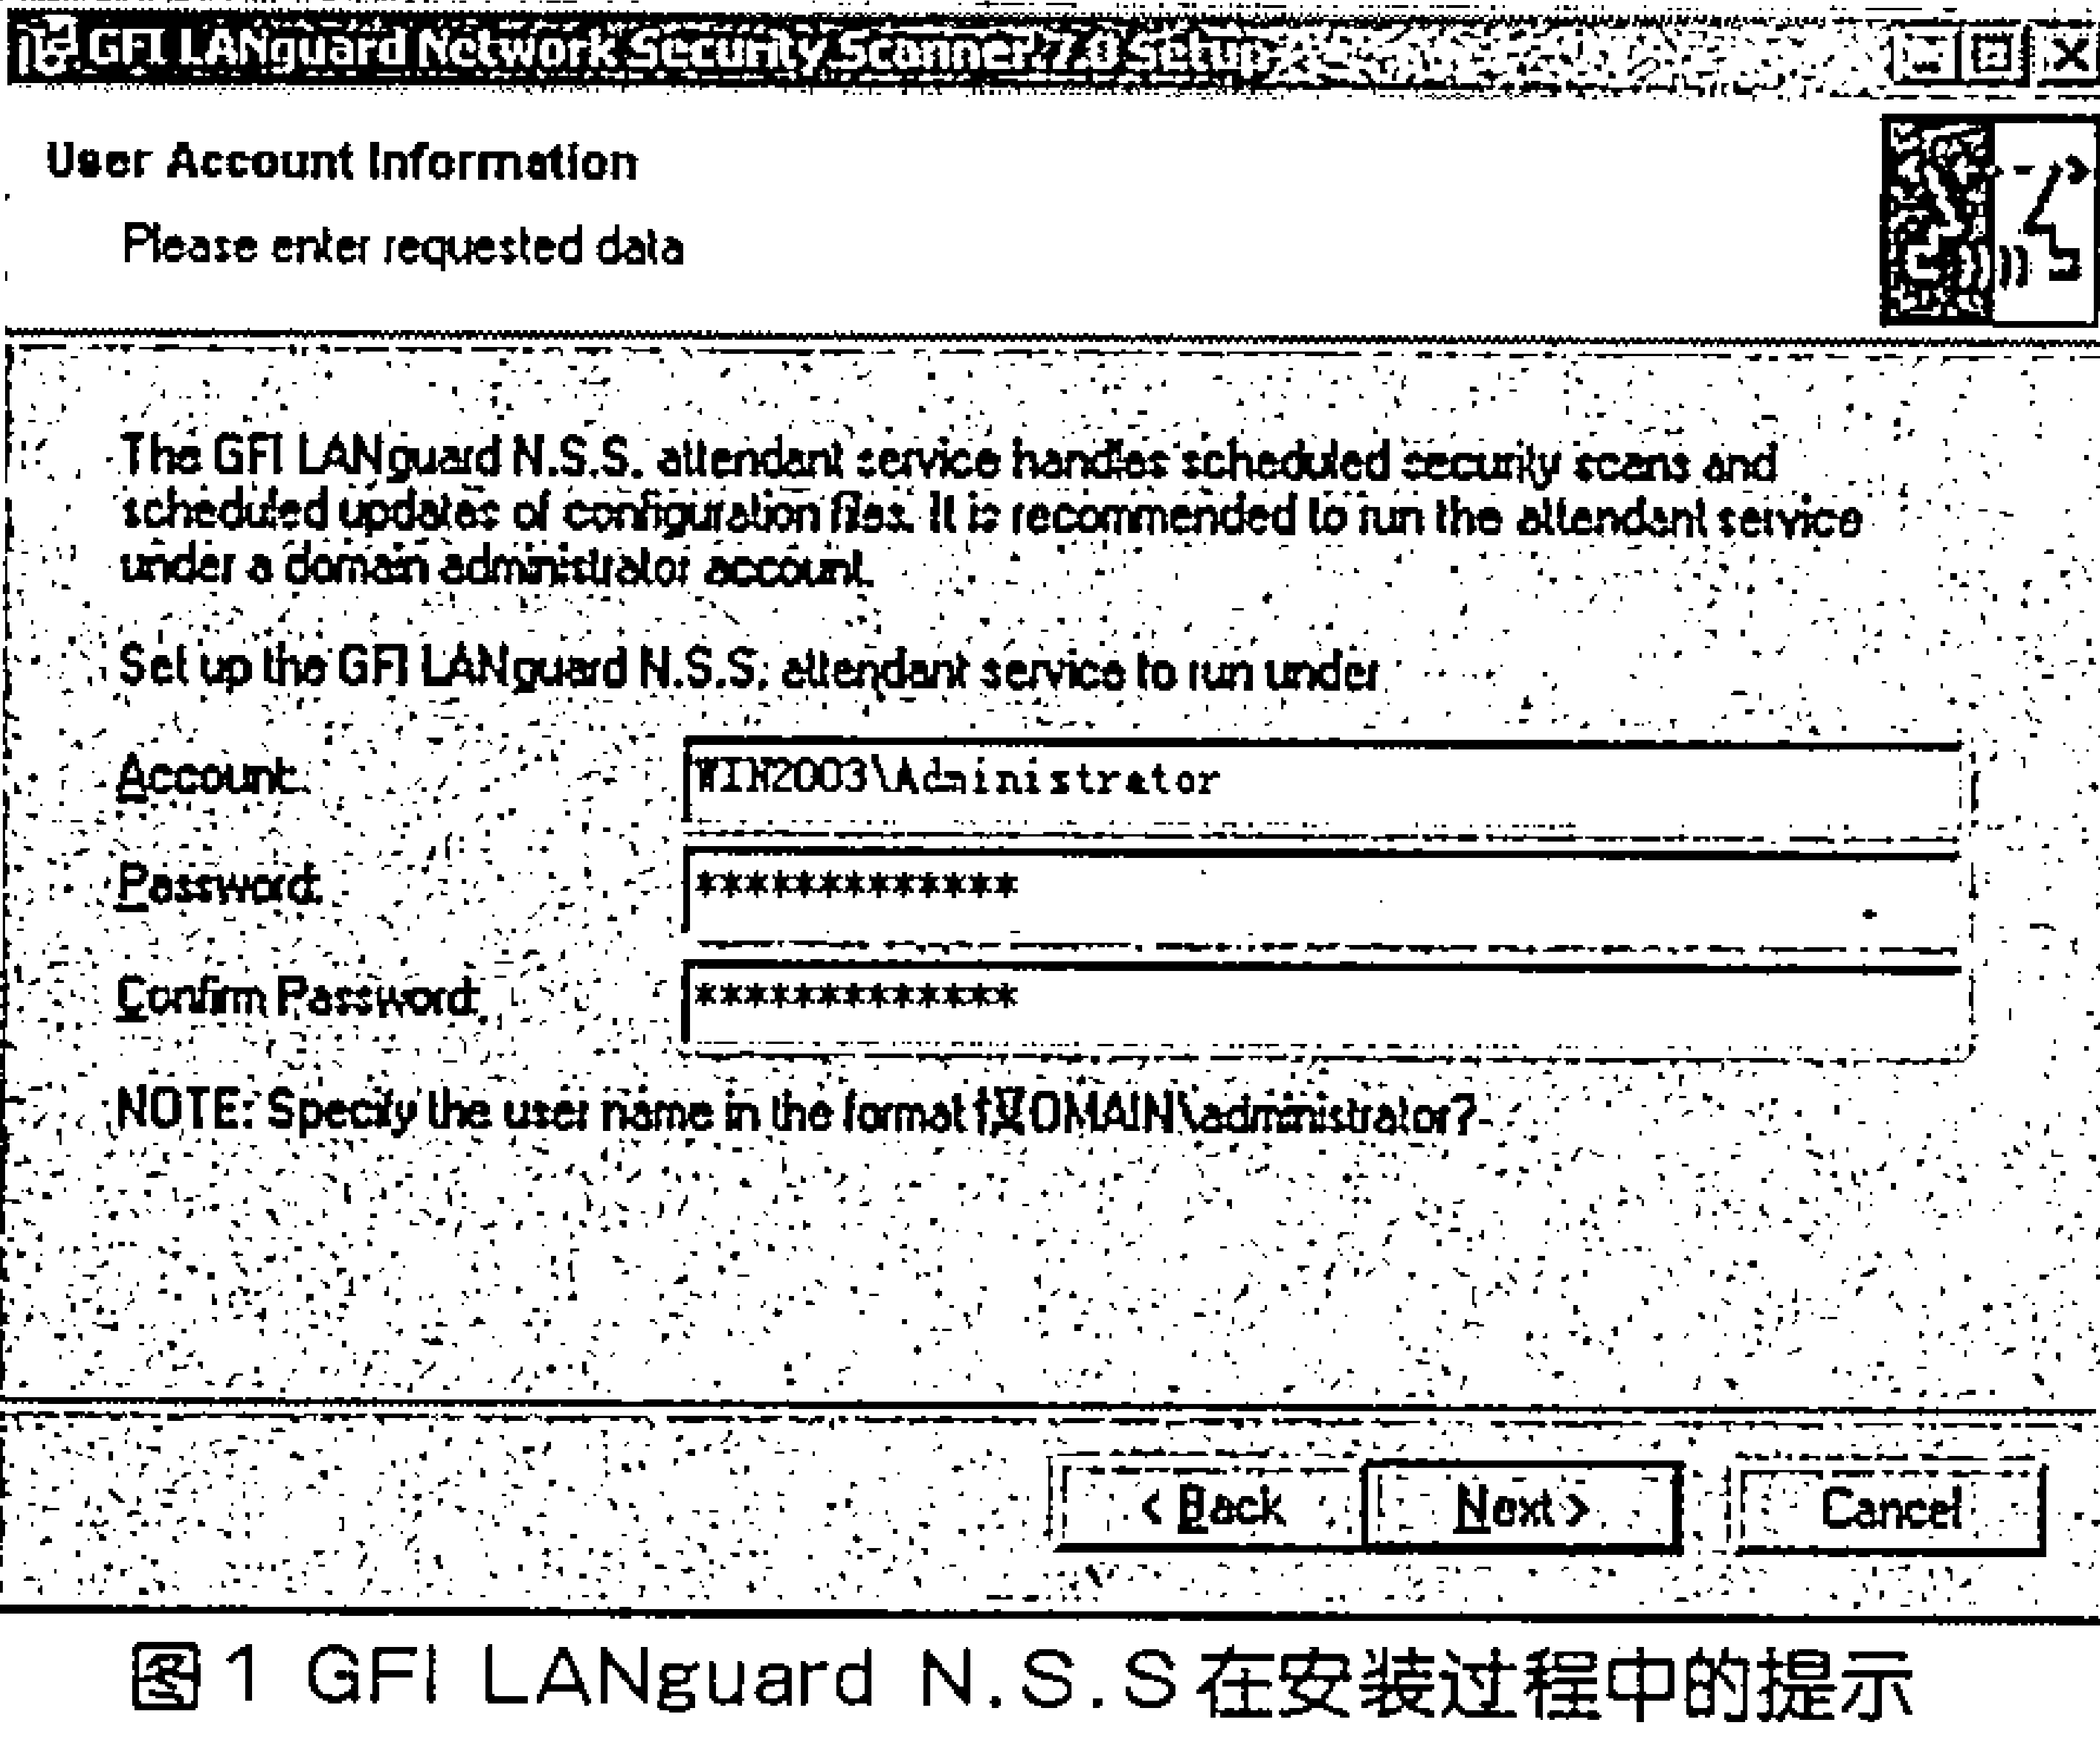 GFI LANguard Network Security Scanner 7.0 Setup
User Account Information
Please enter requested data
The GFI LANguard N.S.S. attendant service handles scheduled security scans and
scheduled updates of configuration files. It is recommended to run the attendant service
under a domain administrator account.
Set up the GFI LANguard N.S.S. attendant service to run under
Account:
WIN2003\Administrator
Password:
*************
Confirm Password:
*************
NOTE: Specify the user name in the format OMAIN\administrator?
< Back
Next >
Cancel
图1 GFI LANguard N.S.S在安装过程中的提示